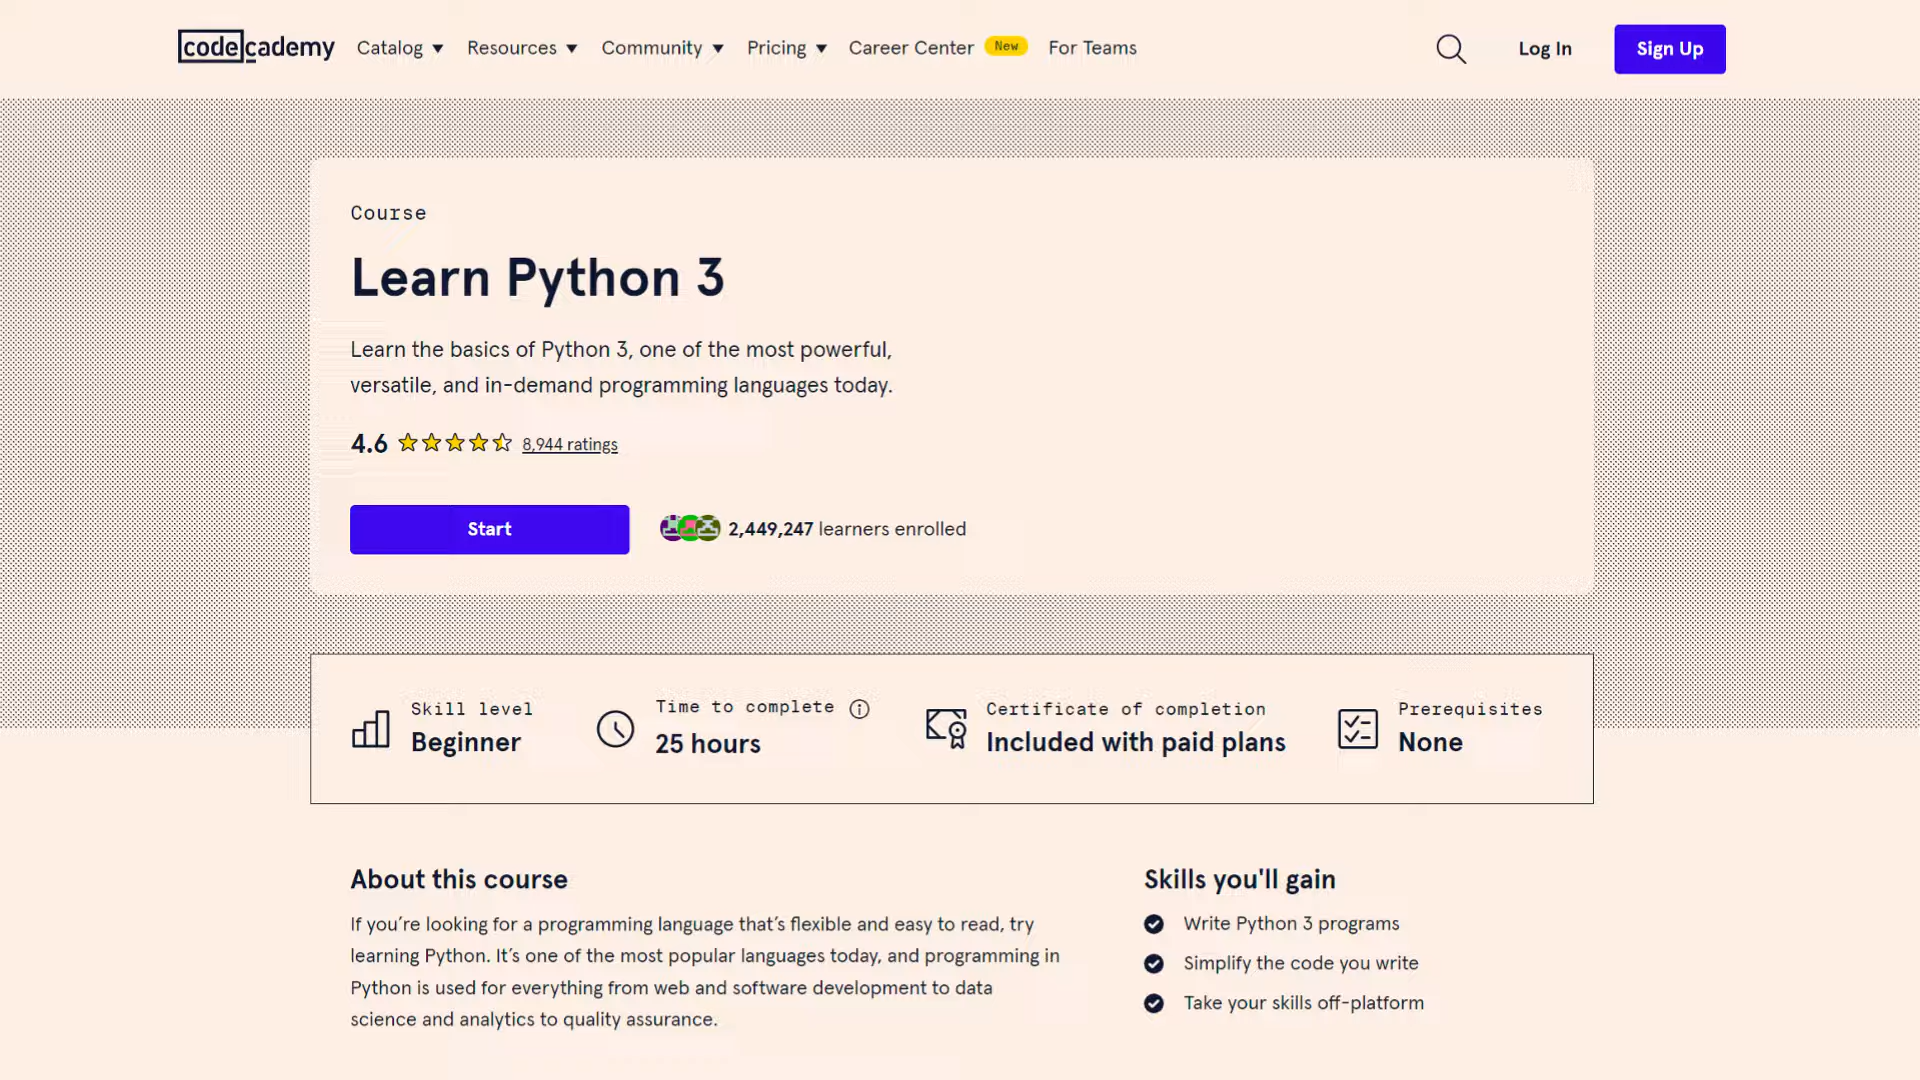 codecademy Catalog Resources Community Pricing Career Center New For Teams Log In Sign Up
Course
Learn Python 3
Learn the basics of Python 3, one of the most powerful,
versatile, and in-demand programming languages today.
4.6 8,944 ratings
Start 2,449,247 learners enrolled
Skill level
Beginner
Time to complete
25 hours
Certificate of completion
Included with paid plans
Prerequisites
None
About this course
If you’re looking for a programming language that’s flexible and easy to read, try
learning Python. It’s one of the most popular languages today, and programming in
Python is used for everything from web and software development to data
science and analytics to quality assurance.
Skills you'll gain
Write Python 3 programs
Simplify the code you write
Take your skills off-platform